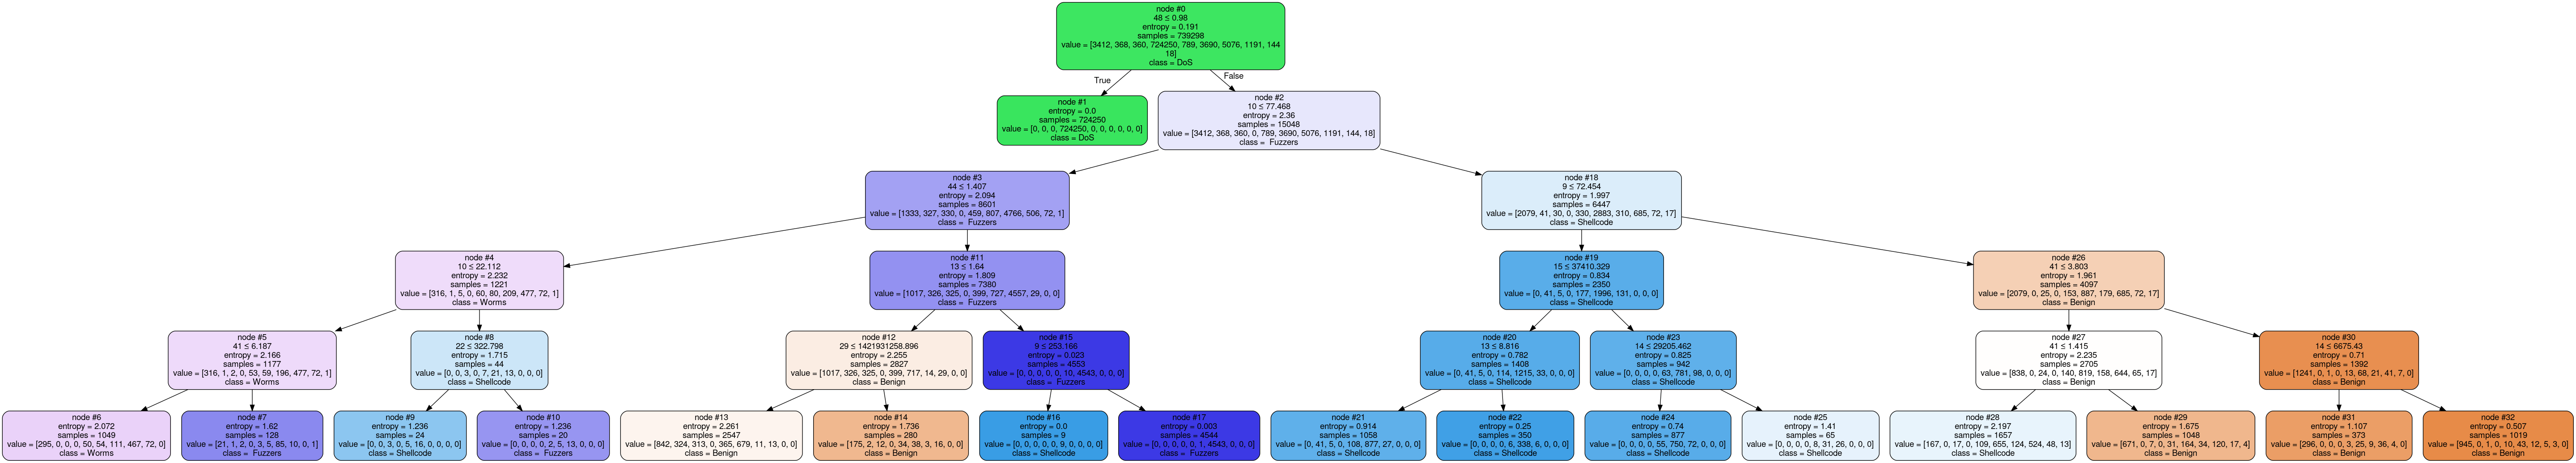 node #0
48 ≤ 0.98
entropy = 0.191
samples = 739298
value = [3412, 368, 360, 724250, 789, 3690, 5076, 1191, 144
18]
class = DoS
True
False
node #1
entropy = 0.0
samples = 724250
value = [0, 0, 0, 724250, 0, 0, 0, 0, 0, 0]
class = DoS
node #2
10 ≤ 77.468
entropy = 2.36
samples = 15048
value = [3412, 368, 360, 0, 789, 3690, 5076, 1191, 144, 18]
class = Fuzzers
node #3
44 ≤ 1.407
entropy = 2.094
samples = 8601
value = [1333, 327, 330, 0, 459, 807, 4766, 506, 72, 1]
class = Fuzzers
node #18
9 ≤ 72.454
entropy = 1.997
samples = 6447
value = [2079, 41, 30, 0, 330, 2883, 310, 685, 72, 17]
class = Shellcode
node #4
10 ≤ 22.112
entropy = 2.232
samples = 1221
value = [316, 1, 5, 0, 60, 80, 209, 477, 72, 1]
class = Worms
node #11
13 ≤ 1.64
entropy = 1.809
samples = 7380
value = [1017, 326, 325, 0, 399, 727, 4557, 29, 0, 0]
class = Fuzzers
node #19
15 ≤ 37410.329
entropy = 0.834
samples = 2350
value = [0, 41, 5, 0, 177, 1996, 131, 0, 0, 0]
class = Shellcode
node #26
41 ≤ 3.803
entropy = 1.961
samples = 4097
value = [2079, 0, 25, 0, 153, 887, 179, 685, 72, 17]
class = Benign
node #5
41 ≤ 6.187
entropy = 2.166
samples = 1177
value = [316, 1, 2, 0, 53, 59, 196, 477, 72, 1]
class = Worms
node #8
22 ≤ 322.798
entropy = 1.715
samples = 44
value = [0, 0, 3, 0, 7, 21, 13, 0, 0, 0]
class = Shellcode
node #12
29 ≤ 1421931258.896
entropy = 2.255
samples = 2827
value = [1017, 326, 325, 0, 399, 717, 14, 29, 0, 0]
class = Benign
node #15
9 ≤ 253.166
entropy = 0.023
samples = 4553
value = [0, 0, 0, 0, 0, 10, 4543, 0, 0, 0]
class = Fuzzers
node #20
13 ≤ 8.816
entropy = 0.782
samples = 1408
value = [0, 41, 5, 0, 114, 1215, 33, 0, 0, 0]
class = Shellcode
node #23
14 ≤ 29205.462
entropy = 0.825
samples = 942
value = [0, 0, 0, 0, 63, 781, 98, 0, 0, 0]
class = Shellcode
node #27
41 ≤ 1.415
entropy = 2.235
samples = 2705
value = [838, 0, 24, 0, 140, 819, 158, 644, 65, 17]
class = Benign
node #30
14 ≤ 6675.43
entropy = 0.71
samples = 1392
value = [1241, 0, 1, 0, 13, 68, 21, 41, 7, 0]
class = Benign
node #6
entropy = 2.072
samples = 1049
value = [295, 0, 0, 0, 50, 54, 111, 467, 72, 0]
class = Worms
node #7
entropy = 1.62
samples = 128
value = [21, 1, 2, 0, 3, 5, 85, 10, 0, 1]
class = Fuzzers
node #9
entropy = 1.236
samples = 24
value = [0, 0, 3, 0, 5, 16, 0, 0, 0, 0]
class = Shellcode
node #10
entropy = 1.236
samples = 20
value = [0, 0, 0, 0, 2, 5, 13, 0, 0, 0]
class = Fuzzers
node #13
entropy = 2.261
samples = 2547
value = [842, 324, 313, 0, 365, 679, 11, 13, 0, 0]
class = Benign
node #14
entropy = 1.736
samples = 280
value = [175, 2, 12, 0, 34, 38, 3, 16, 0, 0]
class = Benign
node #16
entropy = 0.0
samples = 9
value = [0, 0, 0, 0, 0, 9, 0, 0, 0, 0]
class = Shellcode
node #17
entropy = 0.003
samples = 4544
value = [0, 0, 0, 0, 0, 1, 4543, 0, 0, 0]
class = Fuzzers
node #21
entropy = 0.914
samples = 1058
value = [0, 41, 5, 0, 108, 877, 27, 0, 0, 0]
class = Shellcode
node #22
entropy = 0.25
samples = 350
value = [0, 0, 0, 0, 6, 338, 6, 0, 0, 0]
class = Shellcode
node #24
entropy = 0.74
samples = 877
value = [0, 0, 0, 0, 55, 750, 72, 0, 0, 0]
class = Shellcode
node #25
entropy = 1.41
samples = 65
value = [0, 0, 0, 0, 8, 31, 26, 0, 0, 0]
class = Shellcode
node #28
entropy = 2.197
samples = 1657
value = [167, 0, 17, 0, 109, 655, 124, 524, 48, 13]
class = Shellcode
node #29
entropy = 1.675
samples = 1048
value = [671, 0, 7, 0, 31, 164, 34, 120, 17, 4]
class = Benign
node #31
entropy = 1.107
samples = 373
value = [296, 0, 0, 0, 3, 25, 9, 36, 4, 0]
class = Benign
node #32
entropy = 0.507
samples = 1019
value = [945, 0, 1, 0, 10, 43, 12, 5, 3, 0]
class = Benign